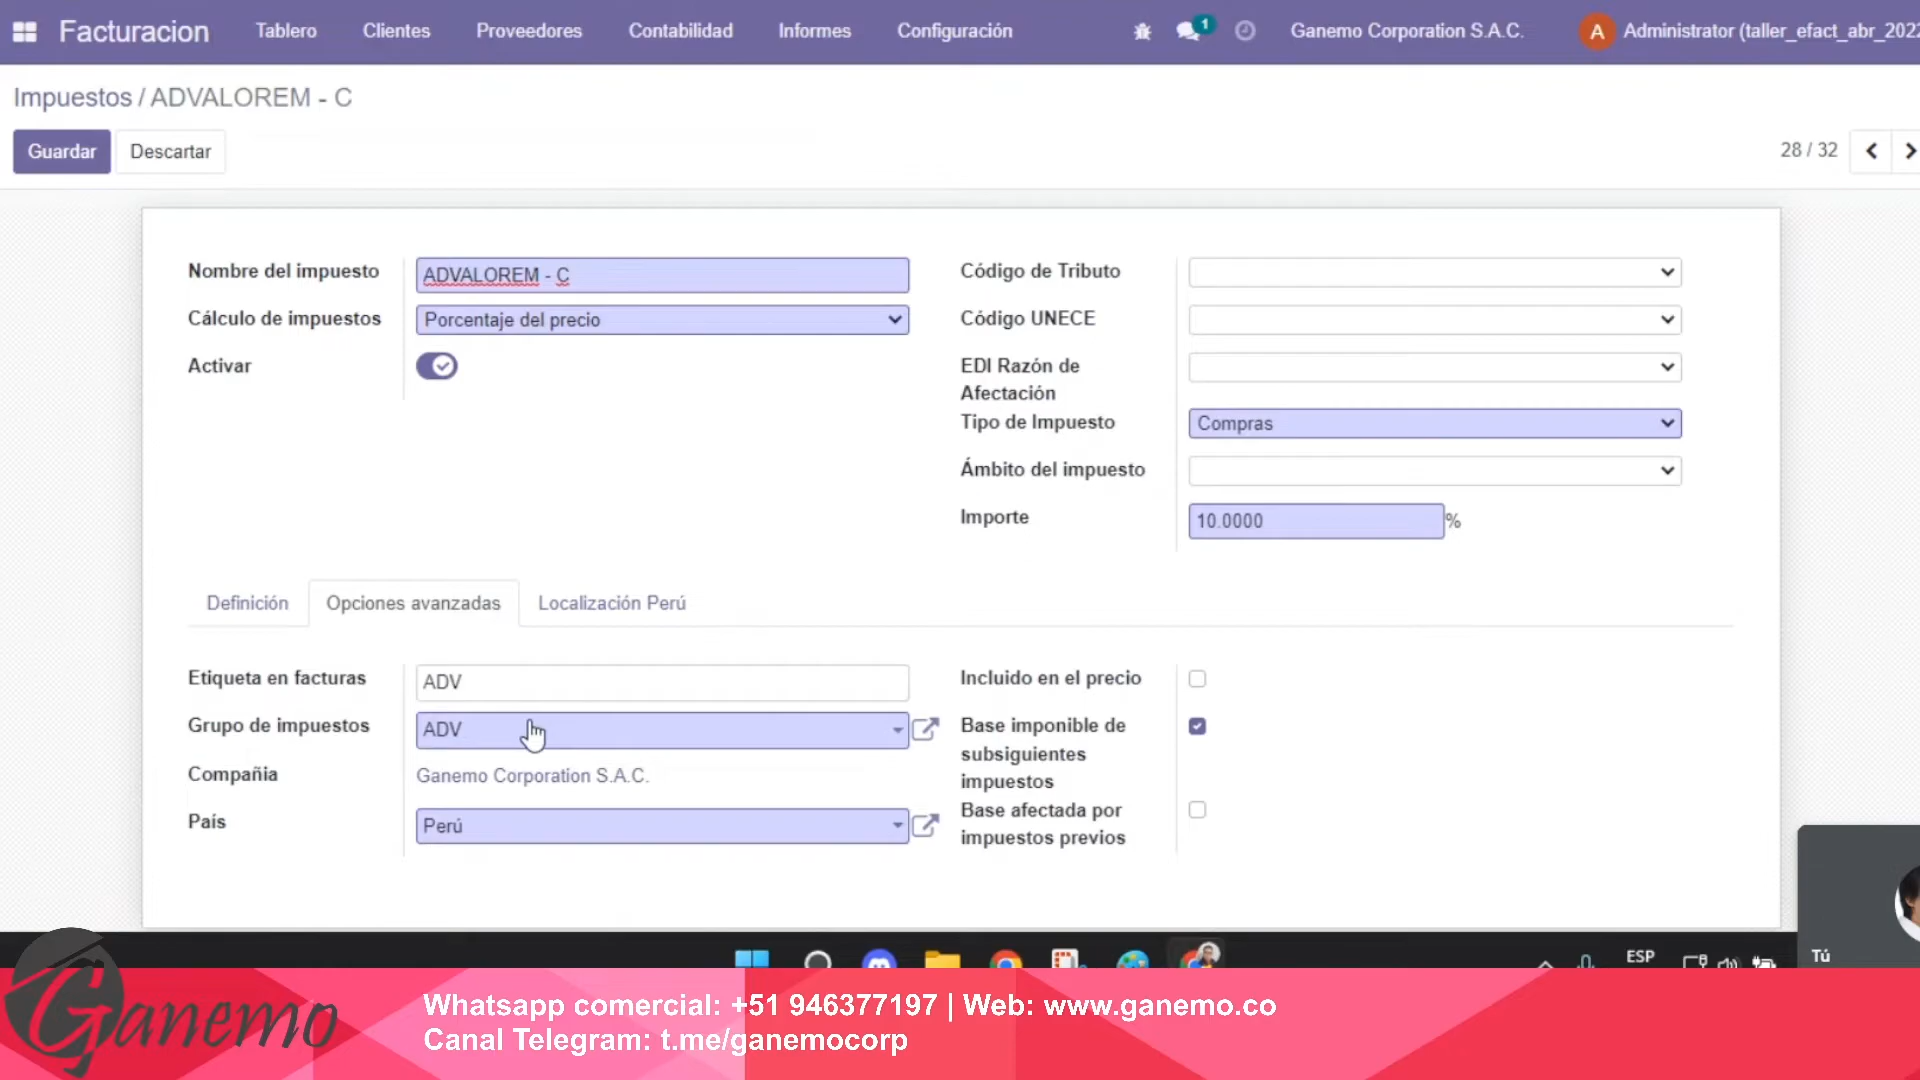 Facturacion Tablero Clientes Proveedores Contabilidad Informes Configuración 1 Ganemo Corporation S.A.C. A Administrator (taller_efact_abr_2022
Impuestos / ADVALOREM - C
Guardar Descartar 28 / 32
Nombre del impuesto ADVALOREM - C Código de Tributo
Cálculo de impuestos Porcentaje del precio Código UNECE
Activar EDI Razón de
Afectación
Tipo de Impuesto Compras
Ámbito del impuesto
Importe 10.0000 %
Definición Opciones avanzadas Localización Perú
Etiqueta en facturas ADV Incluido en el precio
Grupo de impuestos ADV Base imponible de
subsiguientes
impuestos
Compañia Ganemo Corporation S.A.C.
País Perú Base afectada por
impuestos previos
ESP Tú
Ganemo
Whatsapp comercial: +51 946377197 | Web: www.ganemo.co
Canal Telegram: t.me/ganemocorp